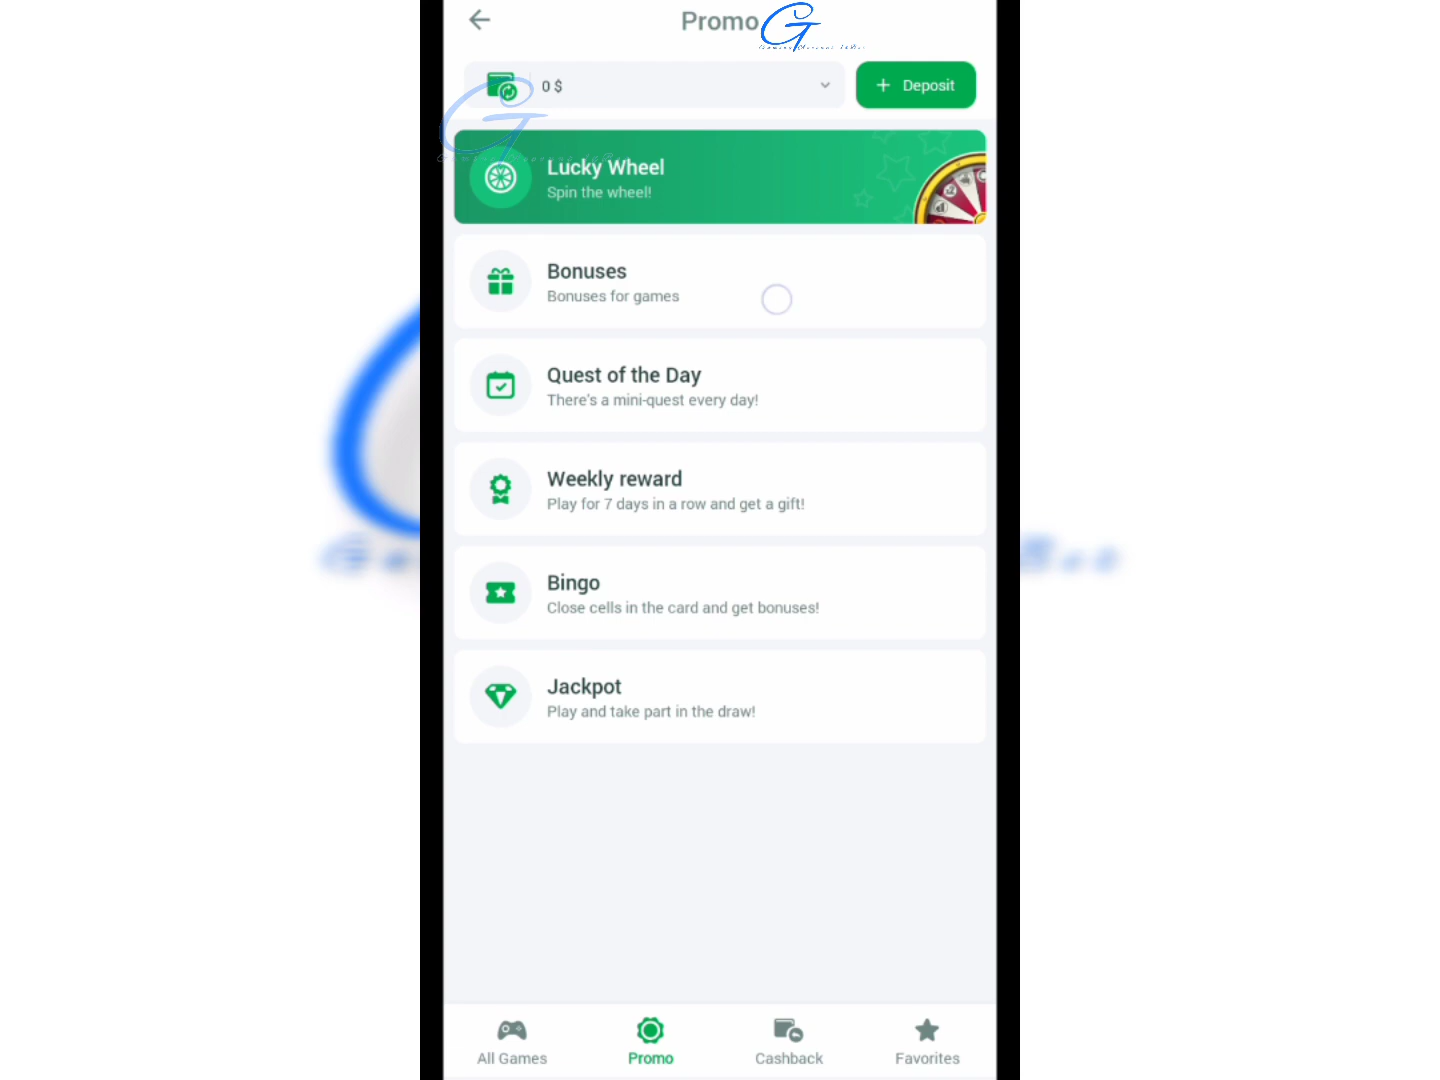 Promo
0 $
+ Deposit
Lucky Wheel
Spin the wheel!
Bonuses
Bonuses for games
Quest of the Day
There's a mini-quest every day!
Weekly reward
Play for 7 days in a row and get a gift!
Bingo
Close cells in the card and get bonuses!
Jackpot
Play and take part in the draw!
All Games
Promo
Cashback
Favorites